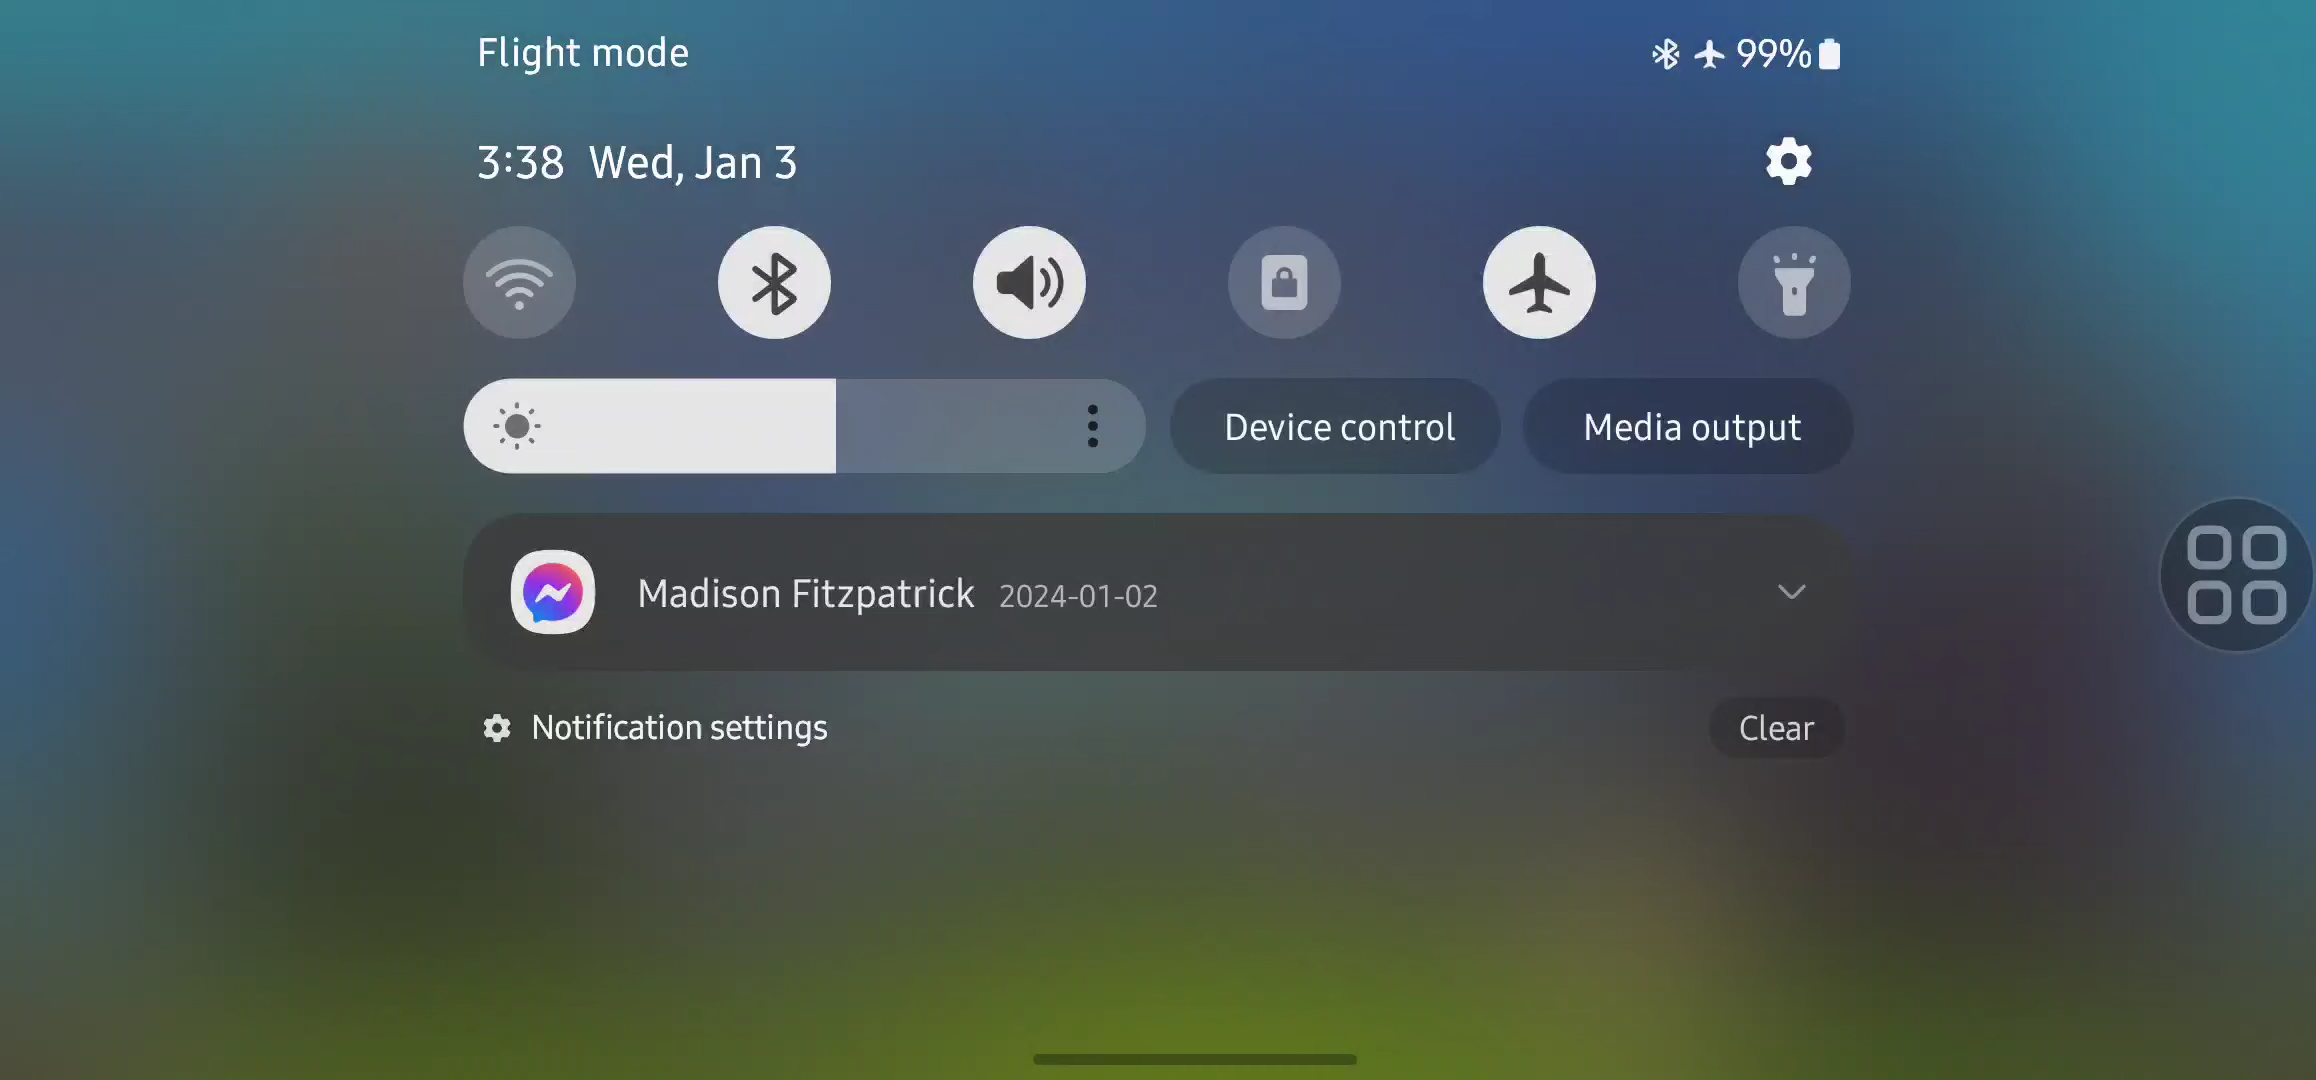 Flight mode
99%
3:38 Wed, Jan 3
Device control
Media output
Madison Fitzpatrick 2024-01-02
Notification settings
Clear